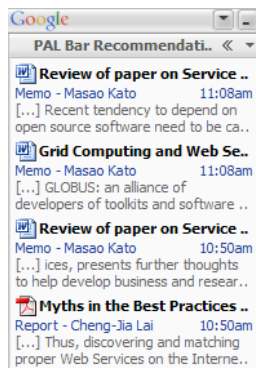 Google
PAL Bar Recommendati.. «
Review of paper on Service ..
Memo - Masao Kato 11:08am
[...] Recent tendency to depend on
open source software need to be ca..
Grid Computing and Web Se..
Memo - Masao Kato 11:08am
[...] GLOBUS: an alliance of
developers of toolkits and software ..
Review of paper on Service ..
Memo - Masao Kato 10:50am
[...] ices, presents further thoughts
to help develop business and resear..
Myths in the Best Practices ..
Report - Cheng-Jia Lai 10:50am
[...] Thus, discovering and matching
proper Web Services on the Interne..